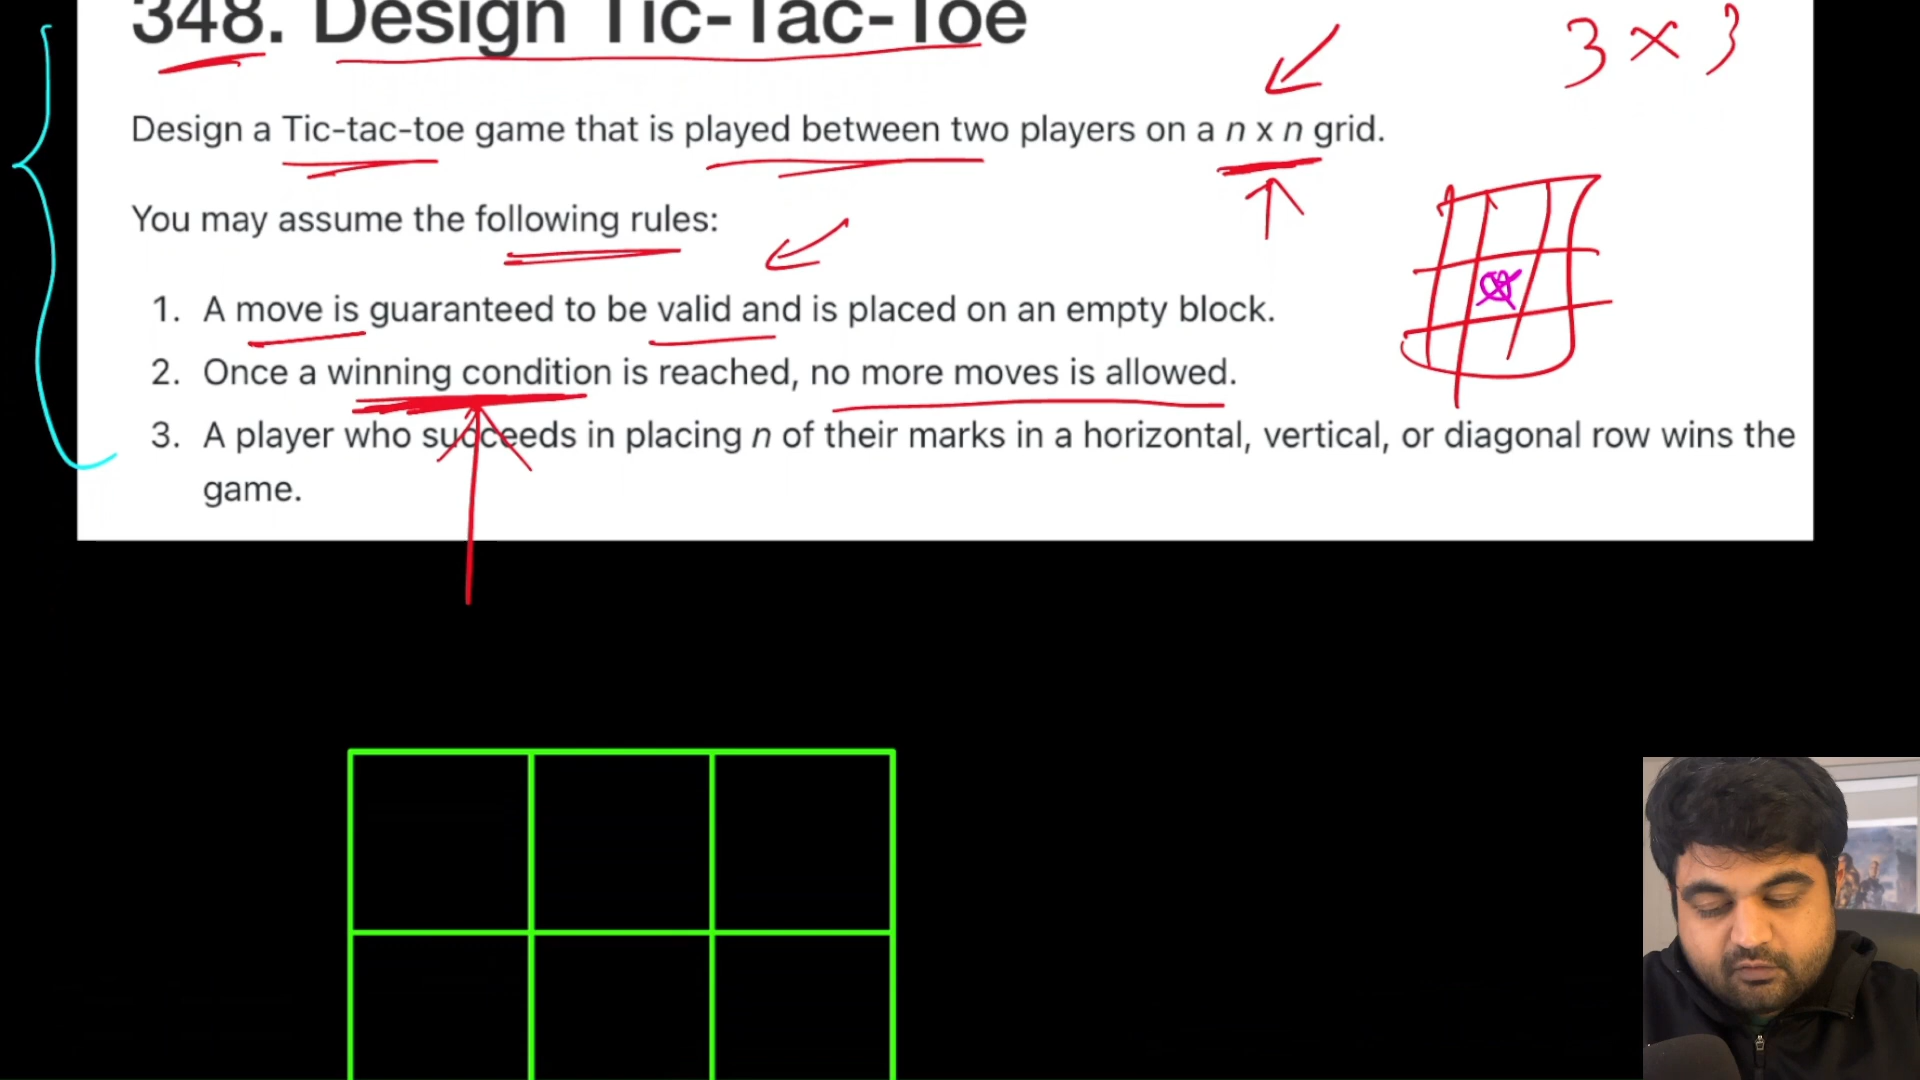 348. Design Tic-Tac-Toe
3 x 3
Design a Tic-tac-toe game that is played between two players on a n x n grid.
You may assume the following rules:
1. A move is guaranteed to be valid and is placed on an empty block.
2. Once a winning condition is reached, no more moves is allowed.
3. A player who succeeds in placing n of their marks in a horizontal, vertical, or diagonal row wins the
game.